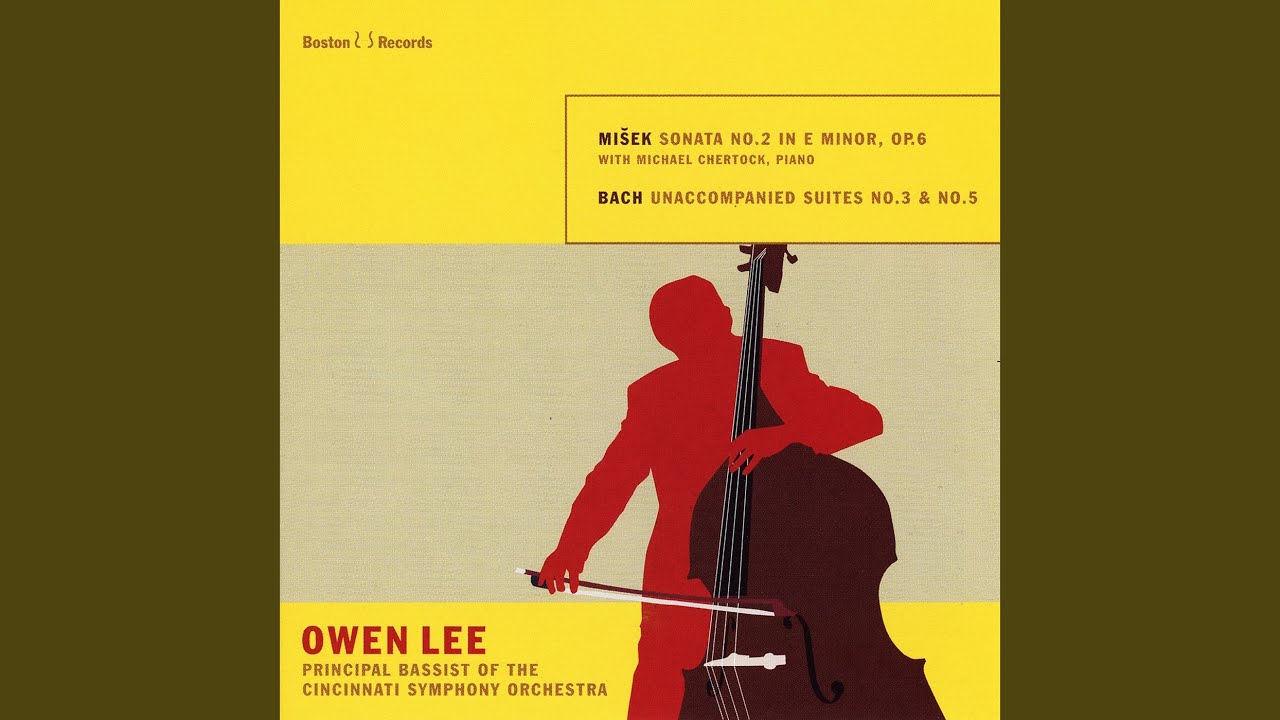 Boston Records
MIŠEK SONATA NO.2 IN E MINOR, OP.6
WITH MICHAEL CHERTOCK, PIANO
BACH UNACCOMPANIED SUITES NO.3 & NO.5
OWEN LEE
PRINCIPAL BASSIST OF THE
CINCINNATI SYMPHONY ORCHESTRA